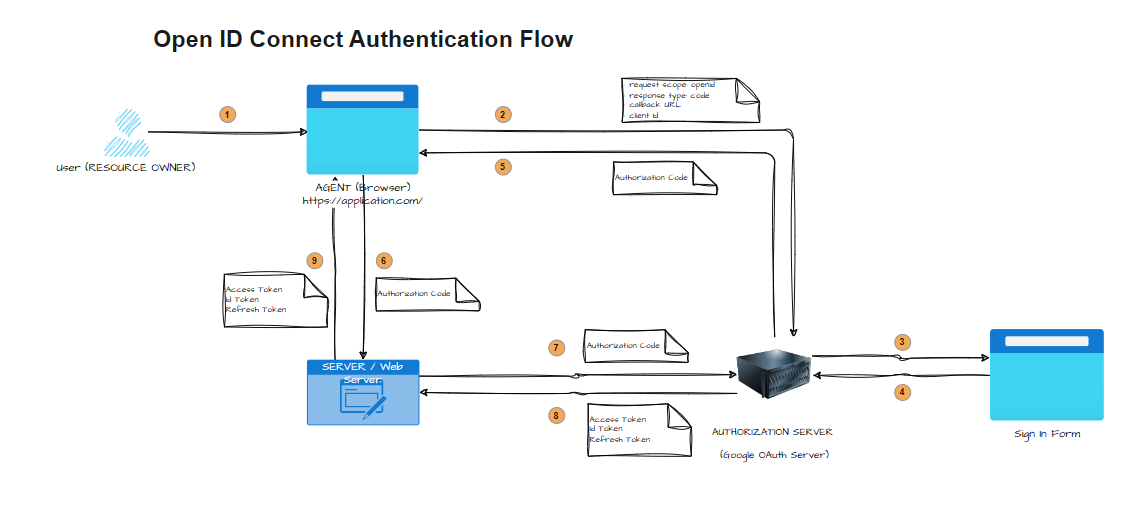 Open ID Connect Authentication Flow
request scope: openid
response type: code
callback URL
client Id
1
2
User (RESOURCE OWNER)
5
Authorization Code
AGENT (Browser)
https://application.com/
9
6
Access Token
Id Token
Refresh Token
Authorization Code
7
Authorization Code
3
SERVER / Web
Server
4
8
Access Token
Id Token
Refresh Token
AUTHORIZATION SERVER
(Google OAuth Server)
Sign In Form